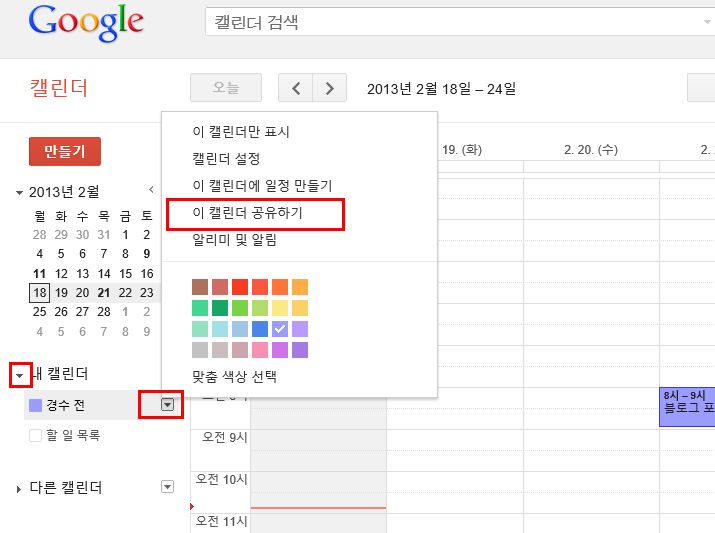 Google
캘린더 검색
캘린더
오늘
2013년 2월 18일 – 24일
만들기
이 캘린더만 표시
캘린더 설정
이 캘린더에 일정 만들기
이 캘린더 공유하기
알리미 및 알림
맞춤 색상 선택
19. (화)
2. 20. (수)
2.
2013년 2월
월 화 수 목 금 토
28 29 30 31 1 2
4 5 6 7 8 9
11 12 13 14 15 16
18 19 20 21 22 23
25 26 27 28 1 2
4 5 6 7 8 9
내 캘린더
경수 전
할 일 목록
다른 캘린더
8시 – 9시
블로그 포
오전 9시
오전 10시
오전 11시